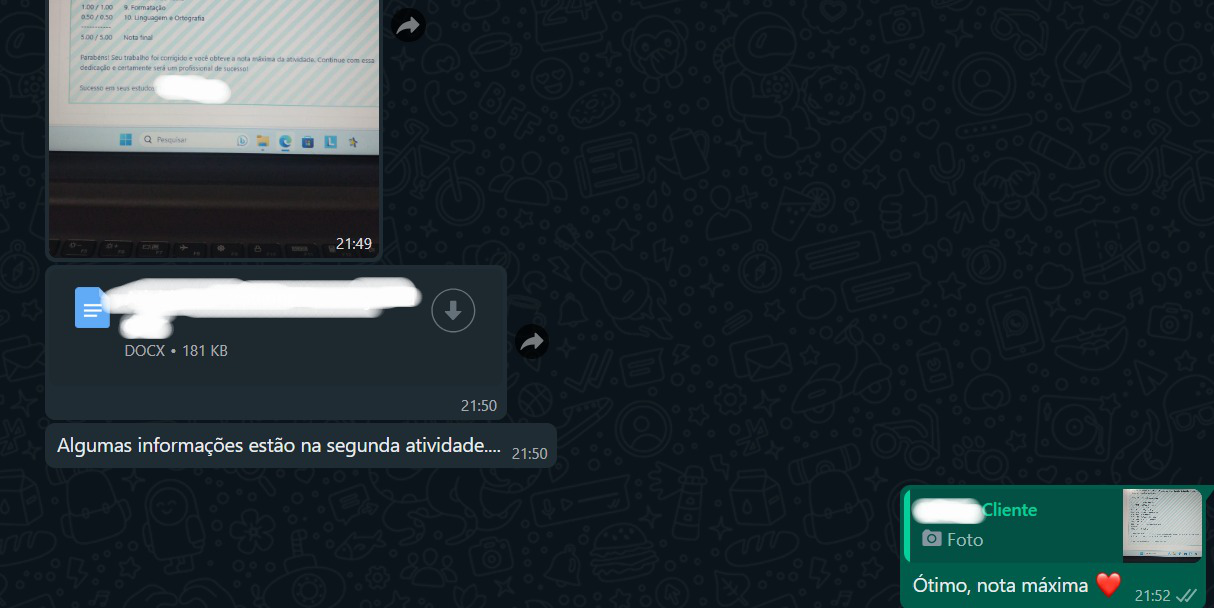 1.00 / 1.00 9. Formatação
0.50 / 0.50 10. Linguagem e Ortografia
------------
5.00 / 5.00 Nota final
Parabéns! Seu trabalho foi corrigido e você obteve a nota máxima da atividade. Continue com essa
dedicação e certamente será um profissional de sucesso!
Sucesso em seus estudos
Pesquisar
21:49
DOCX • 181 KB
21:50
Algumas informações estão na segunda atividade.... 21:50
Cliente
Foto
Ótimo, nota máxima ❤️ 21:52